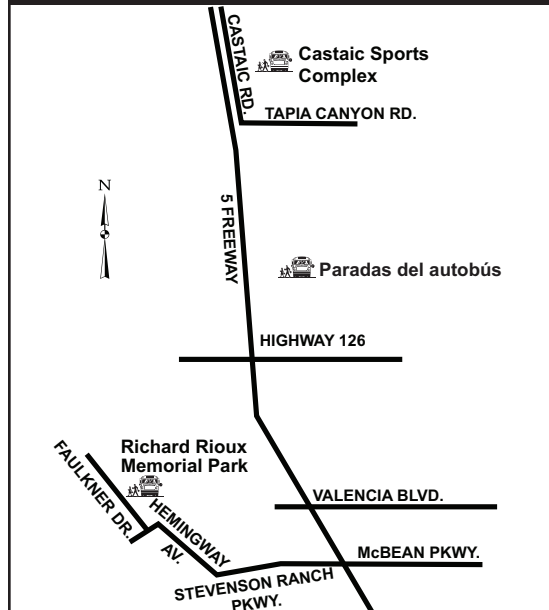 CASTAIC RD.
Castaic Sports
Complex
TAPIA CANYON RD.
N
5 FREEWAY
Paradas del autobús
HIGHWAY 126
Richard Rioux
Memorial Park
FAULKNER DR.
HEMINGWAY
AV.
VALENCIA BLVD.
McBEAN PKWY.
STEVENSON RANCH
PKWY.